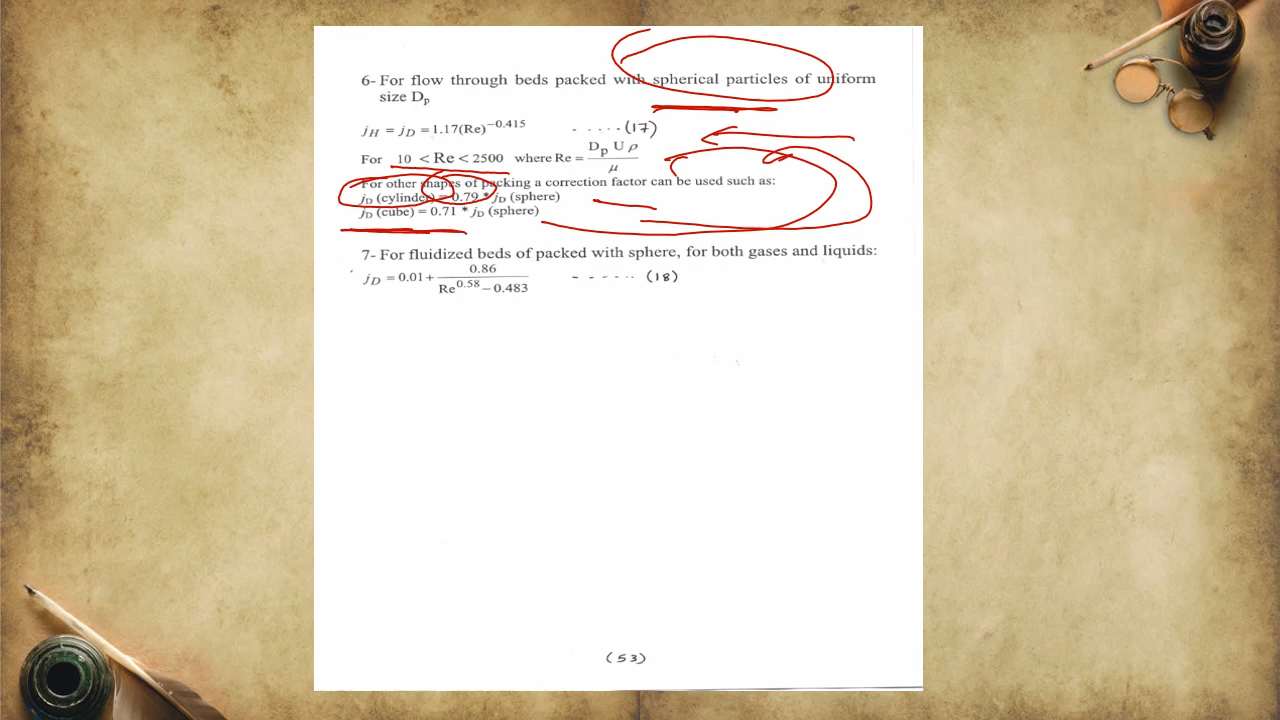 6- For flow through beds packed with spherical particles of uniform
size Dp
jH = jD = 1.17(Re)^-0.415 - - - - - (17)
For 10 < Re < 2500 where Re = Dp U ρ / μ
For other shapes of packing a correction factor can be used such as:
jD (cylinder) = 0.79 * jD (sphere)
jD (cube) = 0.71 * jD (sphere)
7- For fluidized beds of packed with sphere, for both gases and liquids:
jD = 0.01 + 0.86 / Re^0.58 - 0.483 - - - - - - (18)
(53)